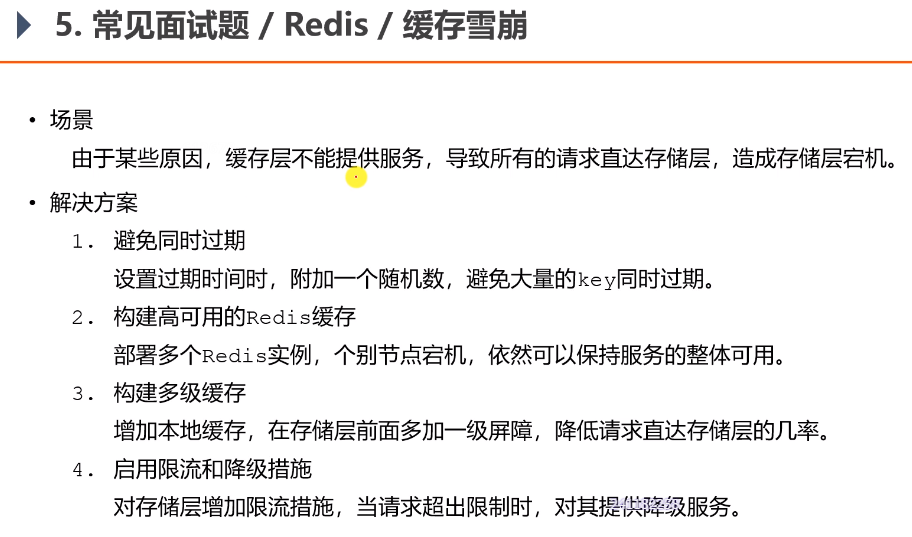 5. 常见面试题 / Redis / 缓存雪崩
• 场景
由于某些原因，缓存层不能提供服务，导致所有的请求直达存储层，造成存储层宕机。
• 解决方案
1. 避免同时过期
设置过期时间时，附加一个随机数，避免大量的key同时过期。
2. 构建高可用的Redis缓存
部署多个Redis实例，个别节点宕机，依然可以保持服务的整体可用。
3. 构建多级缓存
增加本地缓存，在存储层前面多加一级屏障，降低请求直达存储层的几率。
4. 启用限流和降级措施
对存储层增加限流措施，当请求超出限制时，对其提供降级服务。